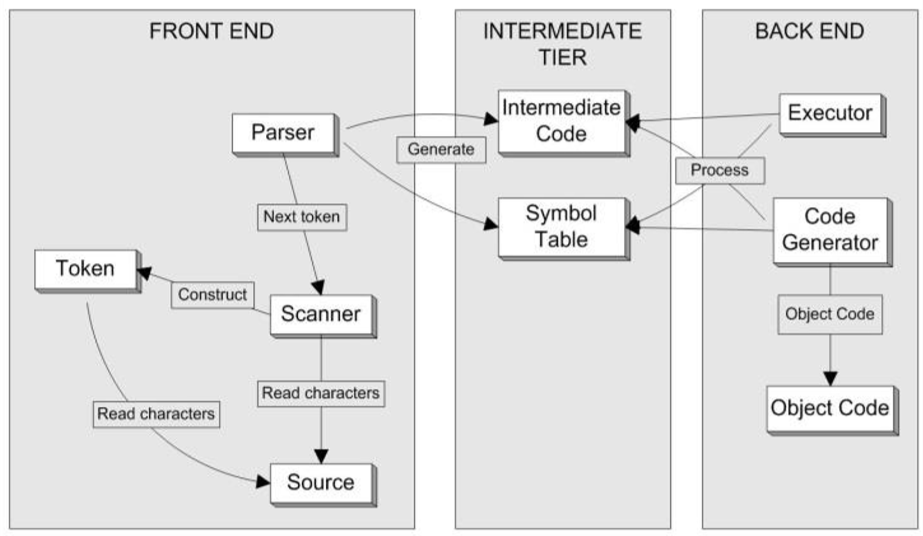 FRONT END
Parser
Next token
Token
Construct
Scanner
Read characters
Read characters
Source
Generate
INTERMEDIATE
TIER
Intermediate
Code
Symbol
Table
BACK END
Executor
Process
Code
Generator
Object Code
Object Code